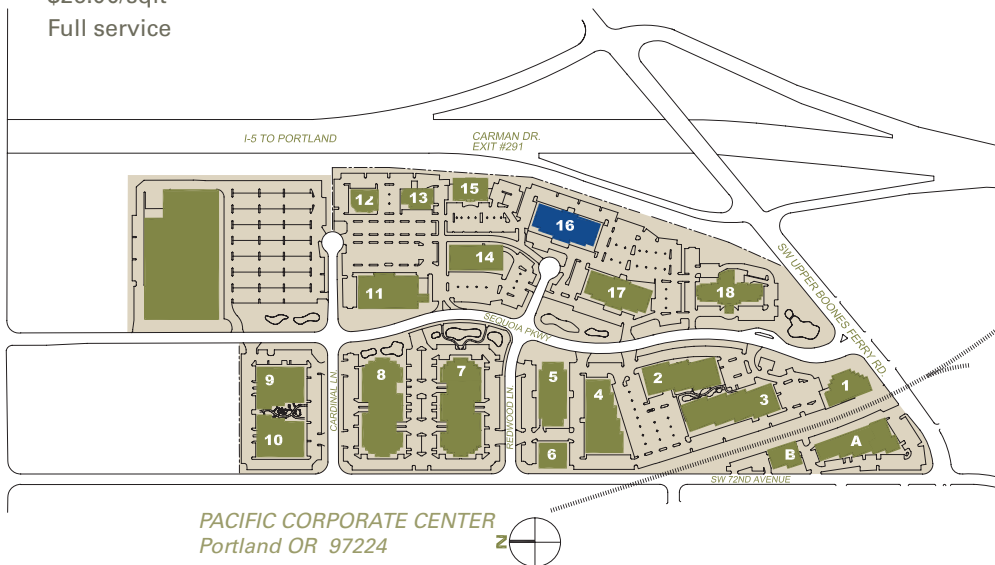 Full service
I-5 TO PORTLAND
CARMAN DR.
EXIT #291
12
13
15
16
14
11
17
18
SW UPPER BOONES FERRY RD.
SEQUOIA PKWY
9
8
7
5
2
4
3
1
10
6
B
A
CARDINAL LN.
REDWOOD LN.
SW 72ND AVENUE
PACIFIC CORPORATE CENTER
Portland OR 97224
N